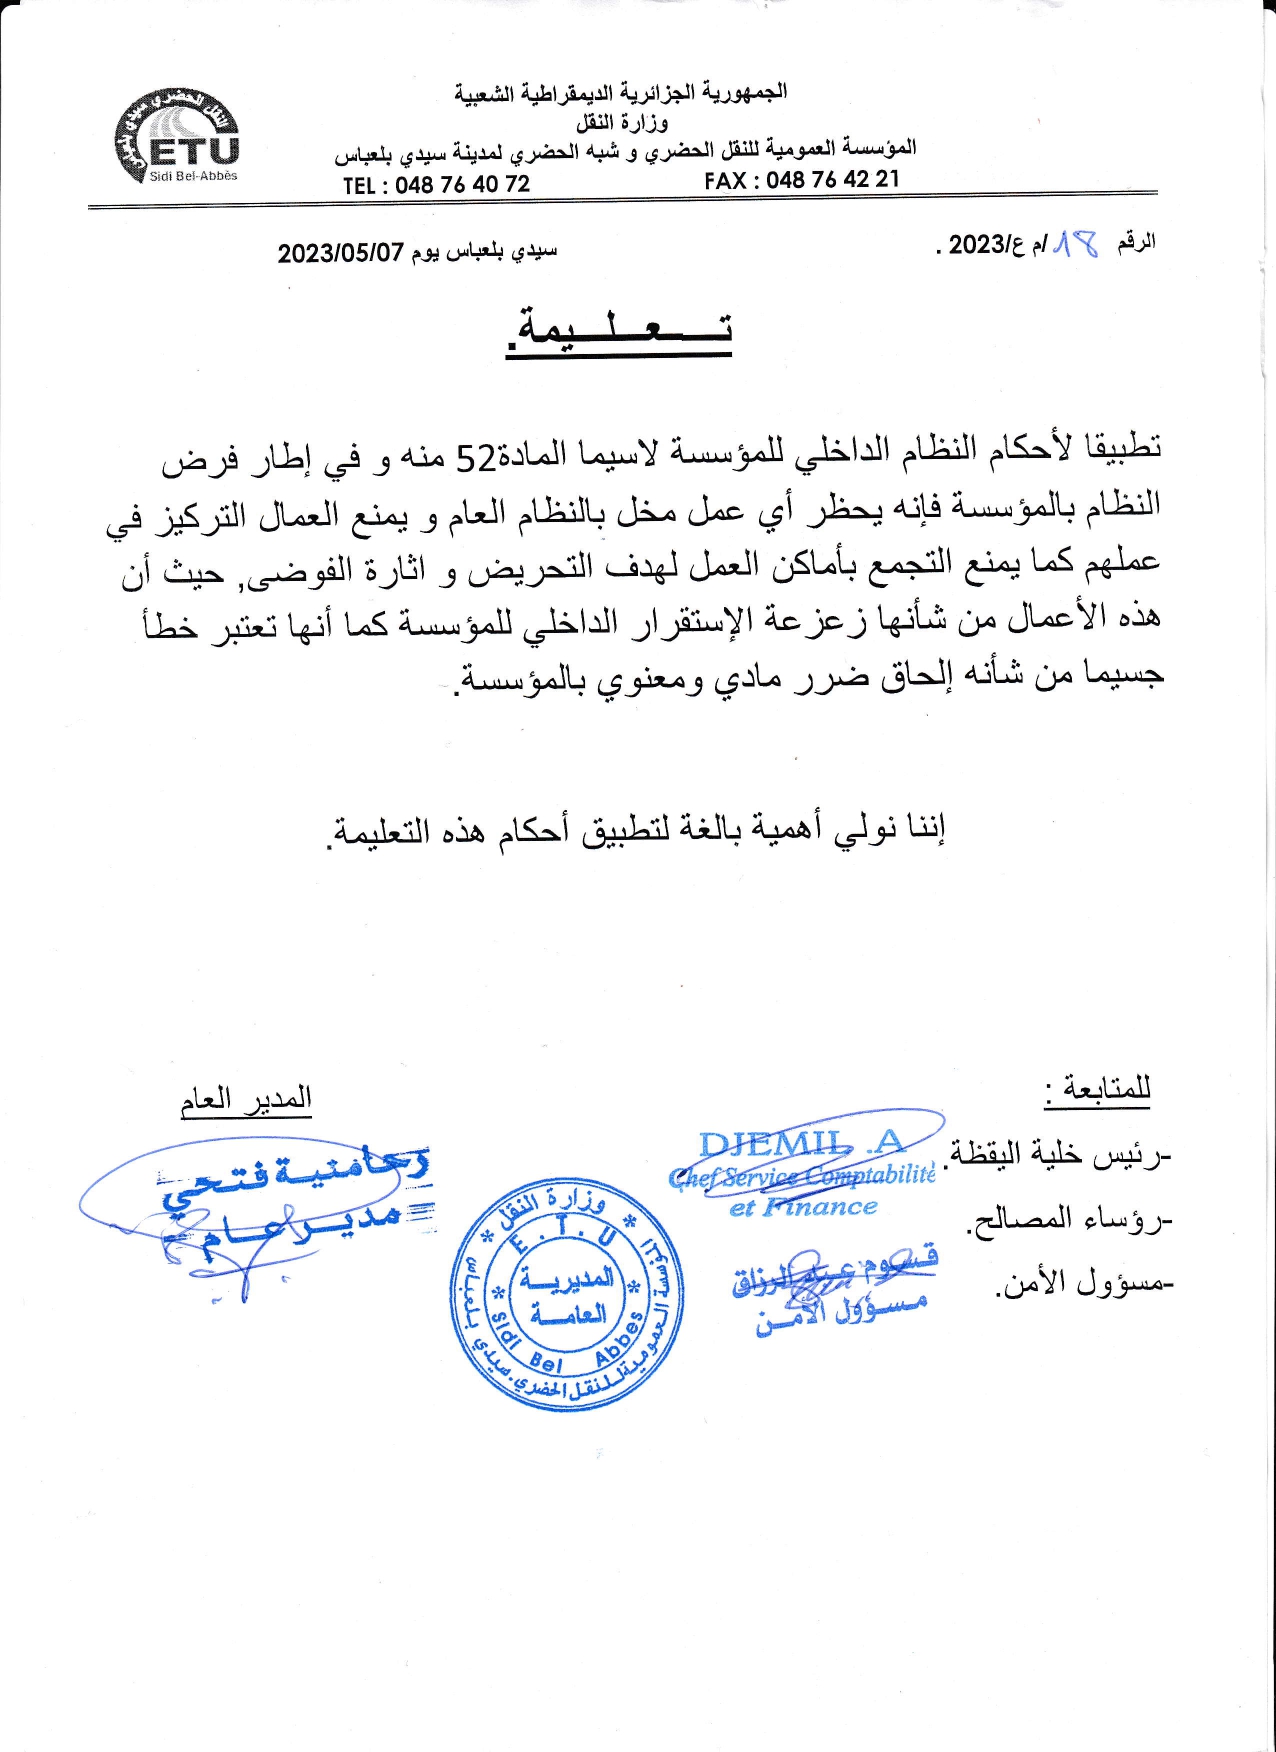 النقل الحضري سيدي بلعباس
ETU
Sidi Bel-Abbès
الجمهورية الجزائرية الديمقراطية الشعبية
وزارة النقل
المؤسسة العمومية للنقل الحضري و شبه الحضري لمدينة سيدي بلعباس
TEL : 048 76 40 72 FAX : 048 76 42 21
الرقم 18 /م ع/2023 . سيدي بلعباس يوم 2023/05/07
تـــعـلـيمة.
تطبيقا لأحكام النظام الداخلي للمؤسسة لاسيما المادة52 منه و في إطار فرض
النظام بالمؤسسة فإنه يحظر أي عمل مخل بالنظام العام و يمنع العمال التركيز في
عملهم كما يمنع التجمع بأماكن العمل لهدف التحريض و اثارة الفوضى, حيث أن
هذه الأعمال من شأنها زعزعة الإستقرار الداخلي للمؤسسة كما أنها تعتبر خطأ
جسيما من شأنه إلحاق ضرر مادي ومعنوي بالمؤسسة.
إننا نولي أهمية بالغة لتطبيق أحكام هذه التعليمة.
للمتابعة :
-رئيس خلية اليقظة.
-رؤساء المصالح.
-مسؤول الأمن.
DJEMIL .A
Chef Service Comptabilité
et Finance
قسوم عبد الرزاق
مسؤول الأمن
المدير العام
رحامنية فتحي
مدير عام
وزارة النقل
المؤسسة العمومية للنقل الحضري.سيدي بلعباس
E.T.U
المديرية
العامة
Sidi Bel Abbes